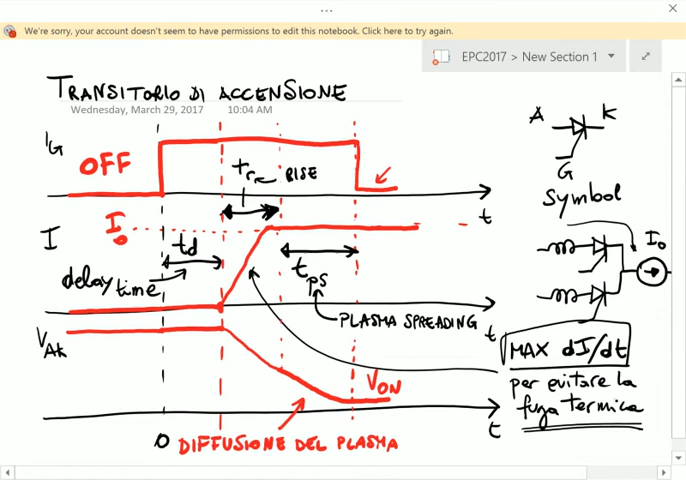 We're sorry, your account doesn't seem to have permissions to edit this notebook. Click here to try again.
EPC2017 > New Section 1
TRANSITORIO DI ACCENSIONE
Wednesday, March 29, 2017 10:04 AM
IG
OFF
tr RISE
t
A K
G
Symbol
I
I0
td
delay time
tps
PLASMA SPREADING
t
I0
VAK
VON
MAX dI/dt
per evitare la
fuga termica
0
DIFFUSIONE DEL PLASMA
t